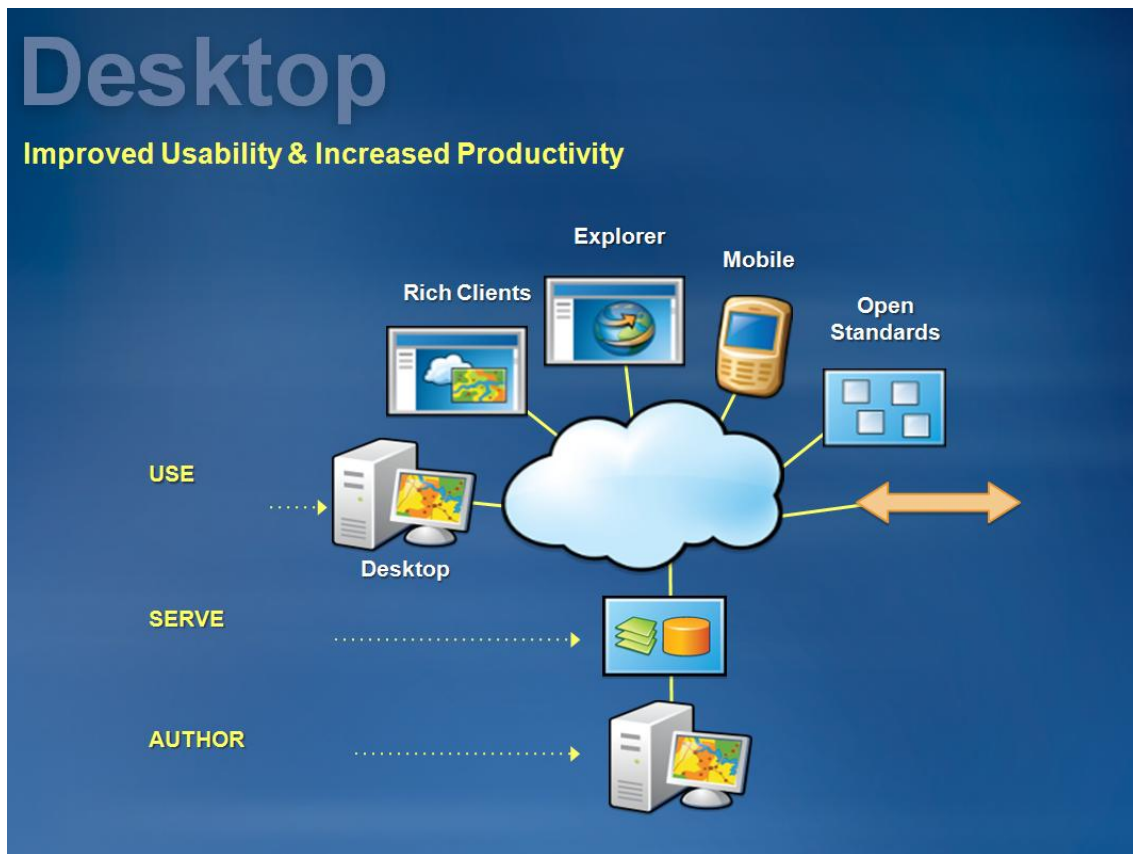 Desktop
Improved Usability & Increased Productivity
Explorer
Mobile
Rich Clients
Open
Standards
USE
Desktop
SERVE
AUTHOR